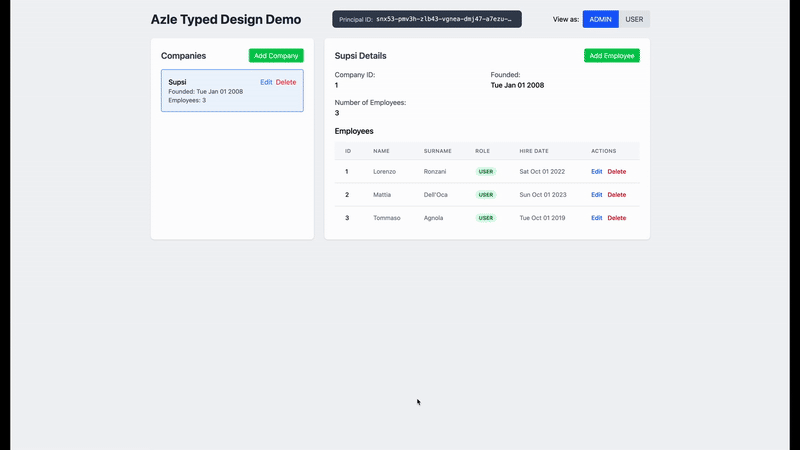 Azle Typed Design Demo
Principal ID: snx53-pmv3h-zlb43-vgnea-dmj47-a7ezu-…
View as: ADMIN USER
Companies Add Company
Supsi Edit Delete
Founded: Tue Jan 01 2008
Employees: 3
Supsi Details Add Employee
Company ID: Founded:
1 Tue Jan 01 2008
Number of Employees:
3
Employees
ID NAME SURNAME ROLE HIRE DATE ACTIONS
1 Lorenzo Ronzani USER Sat Oct 01 2022 Edit Delete
2 Mattia Dell'Oca USER Sun Oct 01 2023 Edit Delete
3 Tommaso Agnola USER Tue Oct 01 2019 Edit Delete